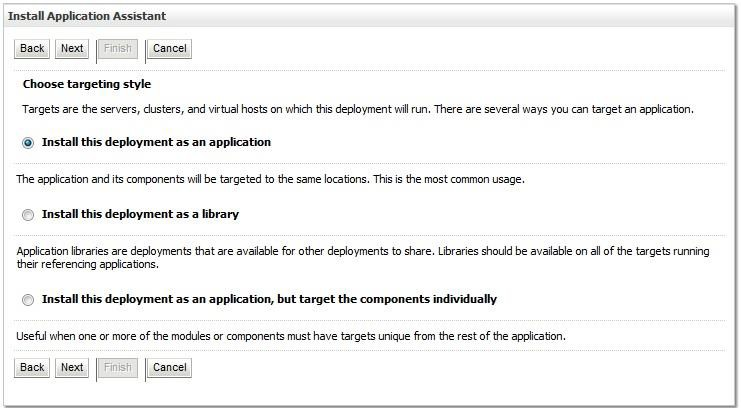 Install Application Assistant
Back Next Finish Cancel
Choose targeting style
Targets are the servers, clusters, and virtual hosts on which this deployment will run. There are several ways you can target an application.
Install this deployment as an application
The application and its components will be targeted to the same locations. This is the most common usage.
Install this deployment as a library
Application libraries are deployments that are available for other deployments to share. Libraries should be available on all of the targets running
their referencing applications.
Install this deployment as an application, but target the components individually
Useful when one or more of the modules or components must have targets unique from the rest of the application.
Back Next Finish Cancel